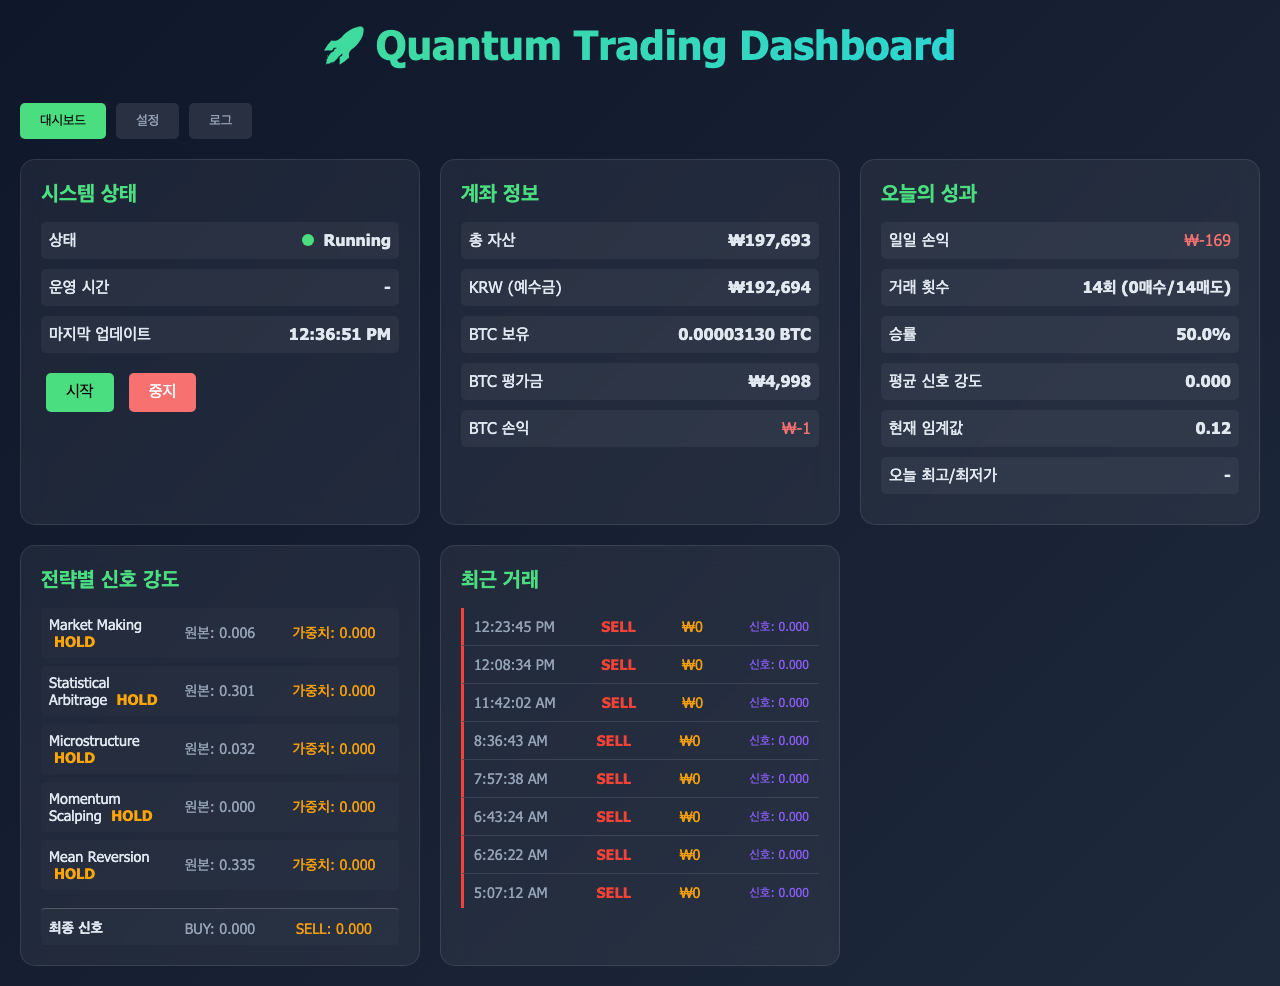 🚀 Quantum Trading Dashboard
대시보드
설정
로그
시스템 상태
상태 Running
운영 시간 -
마지막 업데이트 12:36:51 PM
시작 중지
계좌 정보
총 자산 ₩197,693
KRW (예수금) ₩192,694
BTC 보유 0.00003130 BTC
BTC 평가금 ₩4,998
BTC 손익 ₩-1
오늘의 성과
일일 손익 ₩-169
거래 횟수 14회 (0매수/14매도)
승률 50.0%
평균 신호 강도 0.000
현재 임계값 0.12
오늘 최고/최저가 -
전략별 신호 강도
Market Making HOLD 원본: 0.006 가중치: 0.000
Statistical Arbitrage HOLD 원본: 0.301 가중치: 0.000
Microstructure HOLD 원본: 0.032 가중치: 0.000
Momentum Scalping HOLD 원본: 0.000 가중치: 0.000
Mean Reversion HOLD 원본: 0.335 가중치: 0.000
최종 신호 BUY: 0.000 SELL: 0.000
최근 거래
12:23:45 PM SELL ₩0 신호: 0.000
12:08:34 PM SELL ₩0 신호: 0.000
11:42:02 AM SELL ₩0 신호: 0.000
8:36:43 AM SELL ₩0 신호: 0.000
7:57:38 AM SELL ₩0 신호: 0.000
6:43:24 AM SELL ₩0 신호: 0.000
6:26:22 AM SELL ₩0 신호: 0.000
5:07:12 AM SELL ₩0 신호: 0.000